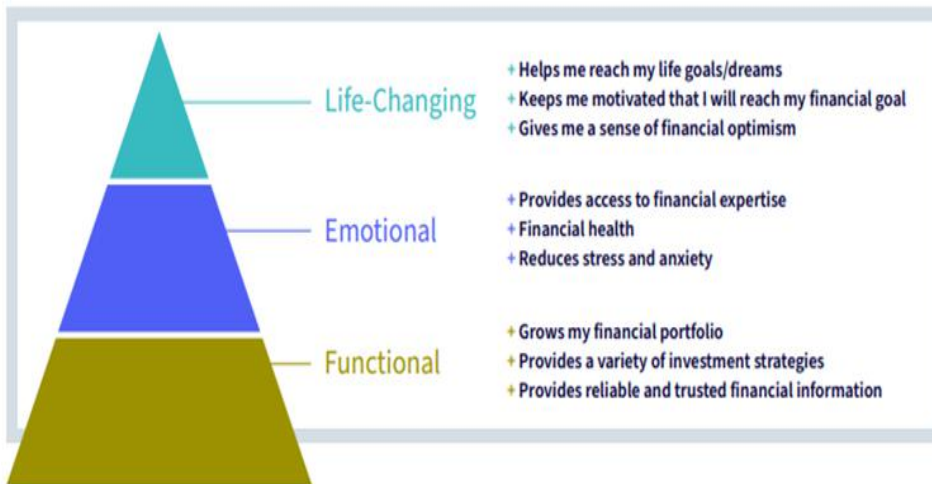 Life-Changing
+ Helps me reach my life goals/dreams
+ Keeps me motivated that I will reach my financial goal
+ Gives me a sense of financial optimism
Emotional
+ Provides access to financial expertise
+ Financial health
+ Reduces stress and anxiety
Functional
+ Grows my financial portfolio
+ Provides a variety of investment strategies
+ Provides reliable and trusted financial information